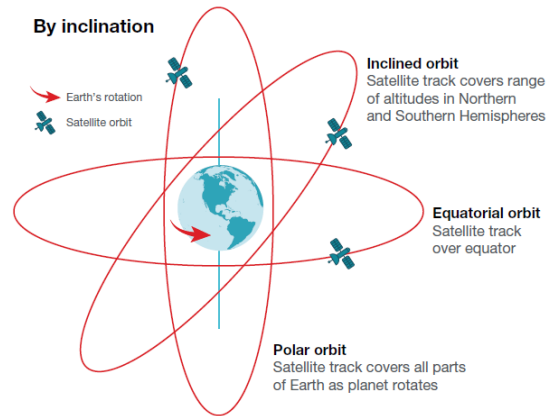 By inclination
Earth's rotation
Satellite orbit
Inclined orbit
Satellite track covers range
of altitudes in Northern
and Southern Hemispheres
Equatorial orbit
Satellite track
over equator
Polar orbit
Satellite track covers all parts
of Earth as planet rotates